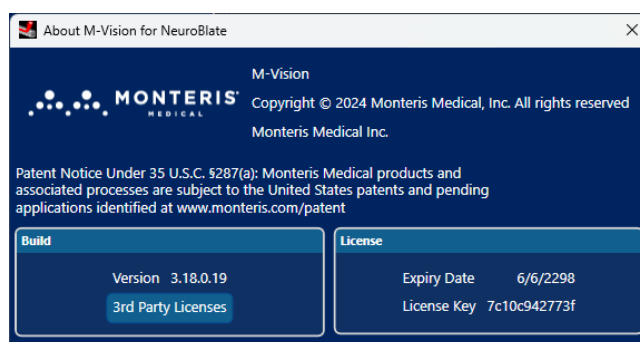 About M-Vision for NeuroBlate
M-Vision
MONTERIS
MEDICAL
Copyright © 2024 Monteris Medical, Inc. All rights reserved
Monteris Medical Inc.
Patent Notice Under 35 U.S.C. §287(a): Monteris Medical products and
associated processes are subject to the United States patents and pending
applications identified at www.monteris.com/patent
Build
Version 3.18.0.19
3rd Party Licenses
License
Expiry Date 6/6/2298
License Key 7c10c942773f